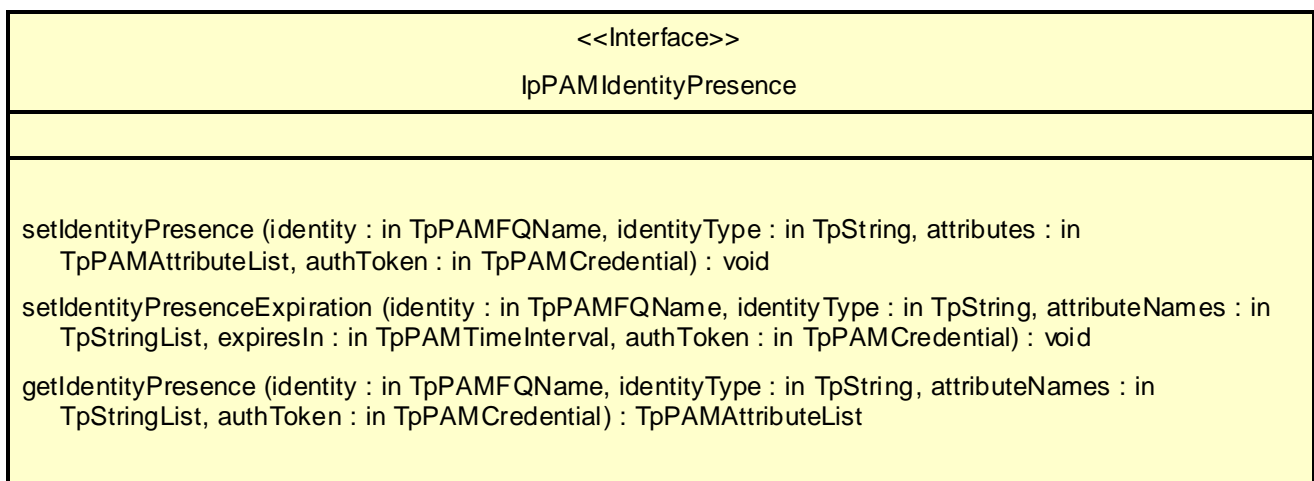 <<Interface>>
IpPAMIdentityPresence
setIdentityPresence (identity : in TpPAMFQName, identityType : in TpString, attributes : in
TpPAMAttributeList, authToken : in TpPAMCredential) : void
setIdentityPresenceExpiration (identity : in TpPAMFQName, identityType : in TpString, attributeNames : in
TpStringList, expiresIn : in TpPAMTimeInterval, authToken : in TpPAMCredential) : void
getIdentityPresence (identity : in TpPAMFQName, identityType : in TpString, attributeNames : in
TpStringList, authToken : in TpPAMCredential) : TpPAMAttributeList